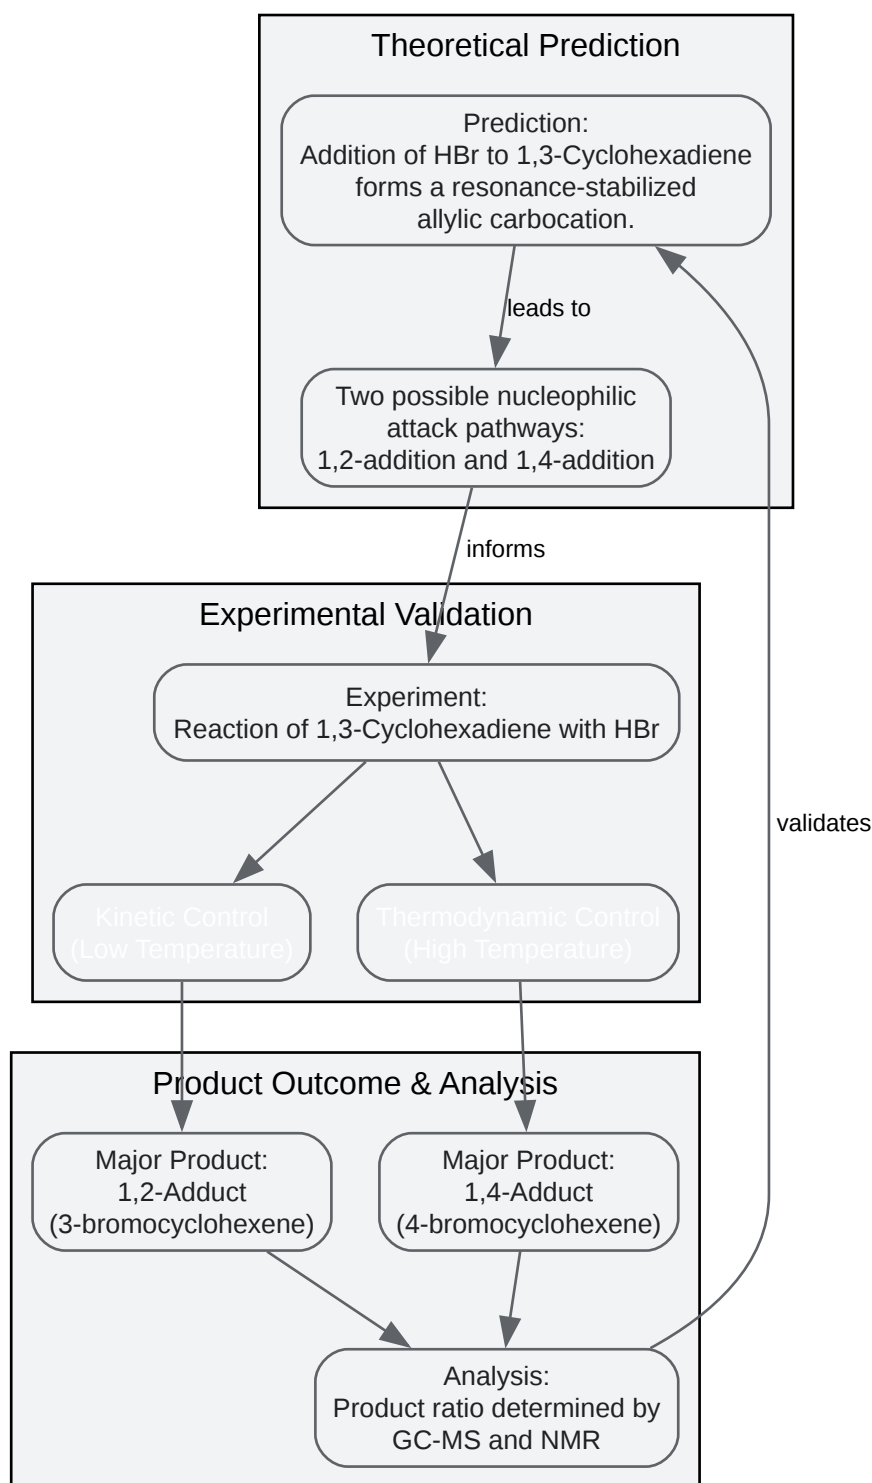 Theoretical Prediction
Prediction:
Addition of HBr to 1,3-Cyclohexadiene
forms a resonance-stabilized
allylic carbocation.
leads to
Two possible nucleophilic
attack pathways:
1,2-addition and 1,4-addition
informs
Experimental Validation
Experiment:
Reaction of 1,3-Cyclohexadiene with HBr
validates
Kinetic Control
(Low Temperature)
Thermodynamic Control
(High Temperature)
Product Outcome & Analysis
Major Product:
1,2-Adduct
(3-bromocyclohexene)
Major Product:
1,4-Adduct
(4-bromocyclohexene)
Analysis:
Product ratio determined by
GC-MS and NMR